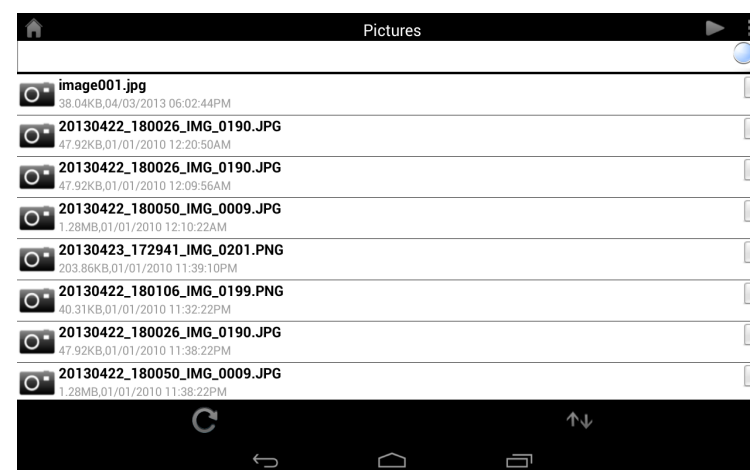 Pictures
image001.jpg
38.04KB,04/03/2013 06:02:44PM
20130422_180026_IMG_0190.JPG
47.92KB,01/01/2010 12:20:50AM
20130422_180026_IMG_0190.JPG
47.92KB,01/01/2010 12:09:56AM
20130422_180050_IMG_0009.JPG
1.28MB,01/01/2010 12:10:22AM
20130423_172941_IMG_0201.PNG
203.86KB,01/01/2010 11:39:10PM
20130422_180106_IMG_0199.PNG
40.31KB,01/01/2010 11:32:22PM
20130422_180026_IMG_0190.JPG
47.92KB,01/01/2010 11:38:22PM
20130422_180050_IMG_0009.JPG
1.28MB,01/01/2010 11:38:22PM